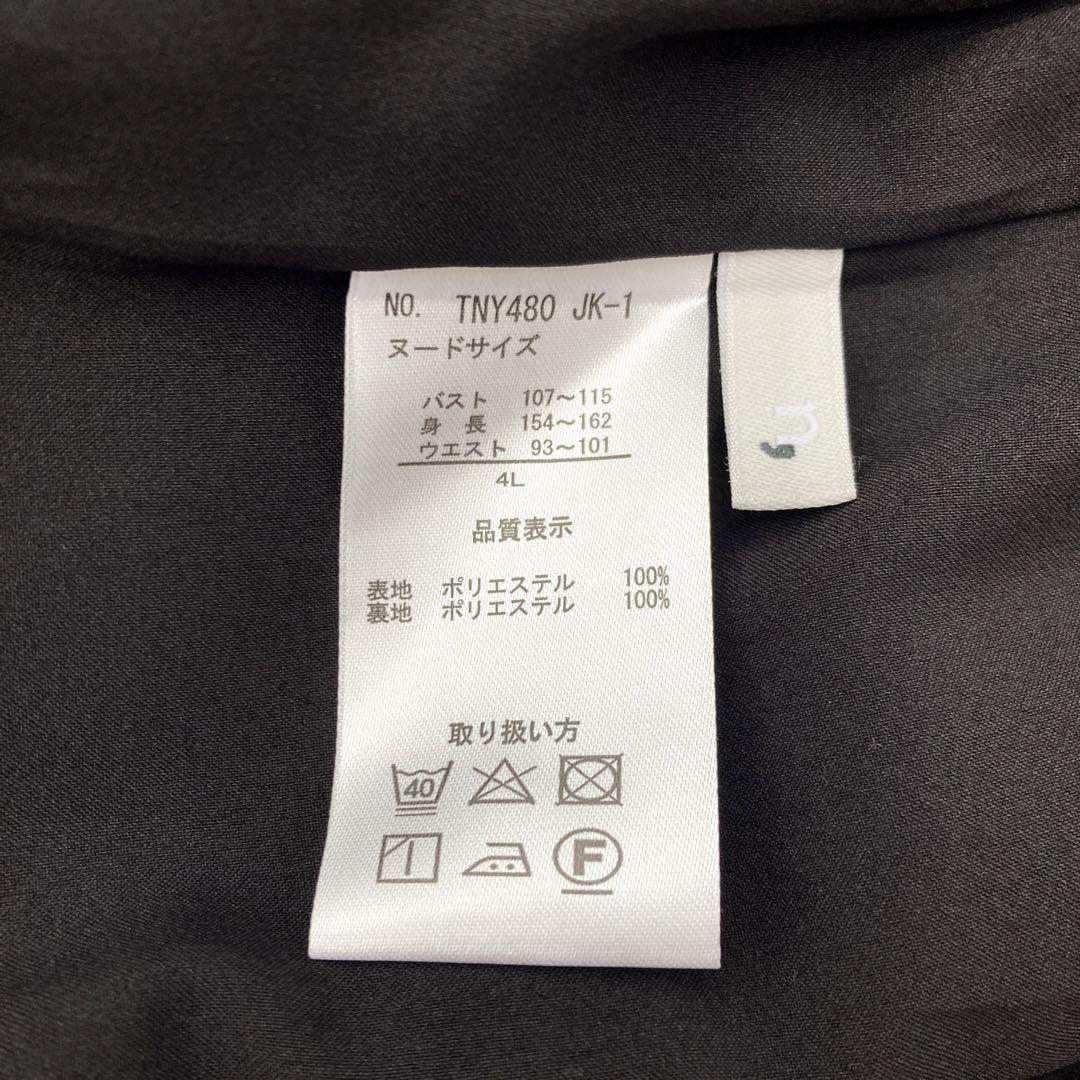 NO. TNY480 JK-1
ヌードサイズ
バスト 107〜115
身 長 154〜162
ウエスト 93〜101
4L
品質表示
表地 ポリエステル 100%
裏地 ポリエステル 100%
取り扱い方
40
F